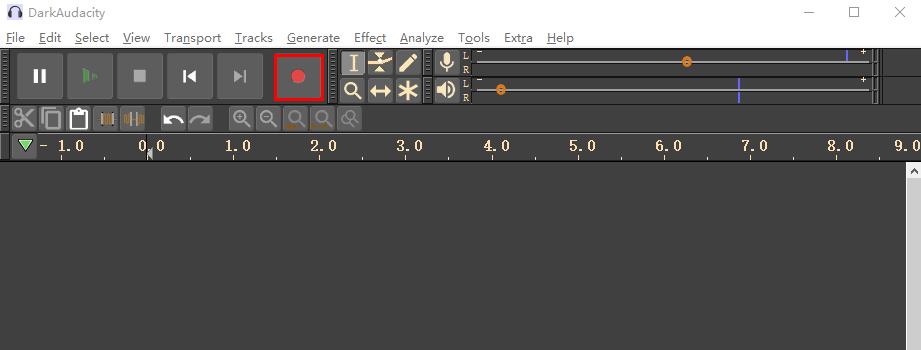 DarkAudacity
File Edit Select View Transport Tracks Generate Effect Analyze Tools Extra Help
L
R
L
R
- 1.0 0.0 1.0 2.0 3.0 4.0 5.0 6.0 7.0 8.0 9.0